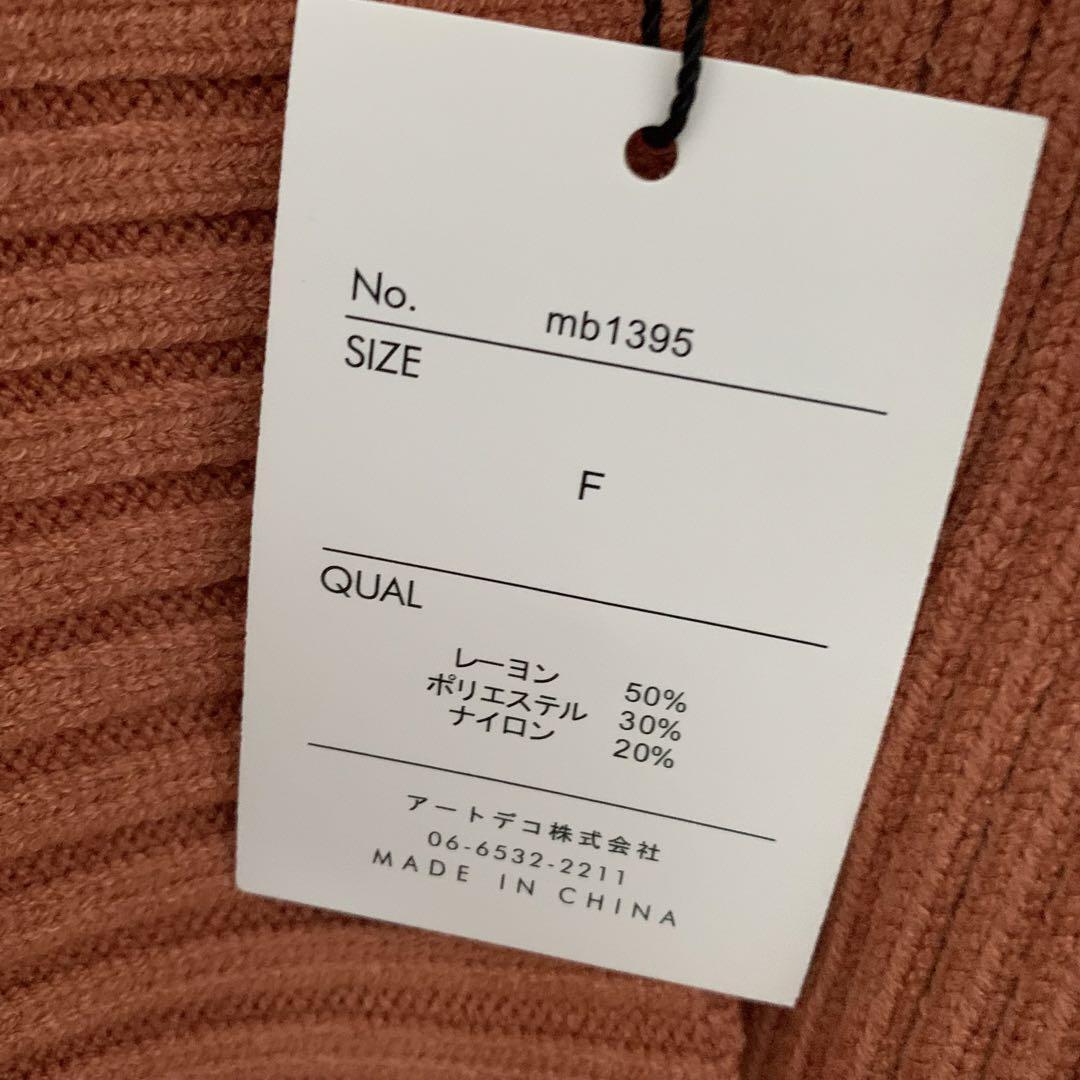 No. mb1395
SIZE
F
QUAL
レーヨン 50%
ポリエステル 30%
ナイロン 20%
アートデコ株式会社
06-6532-2211
MADE IN CHINA